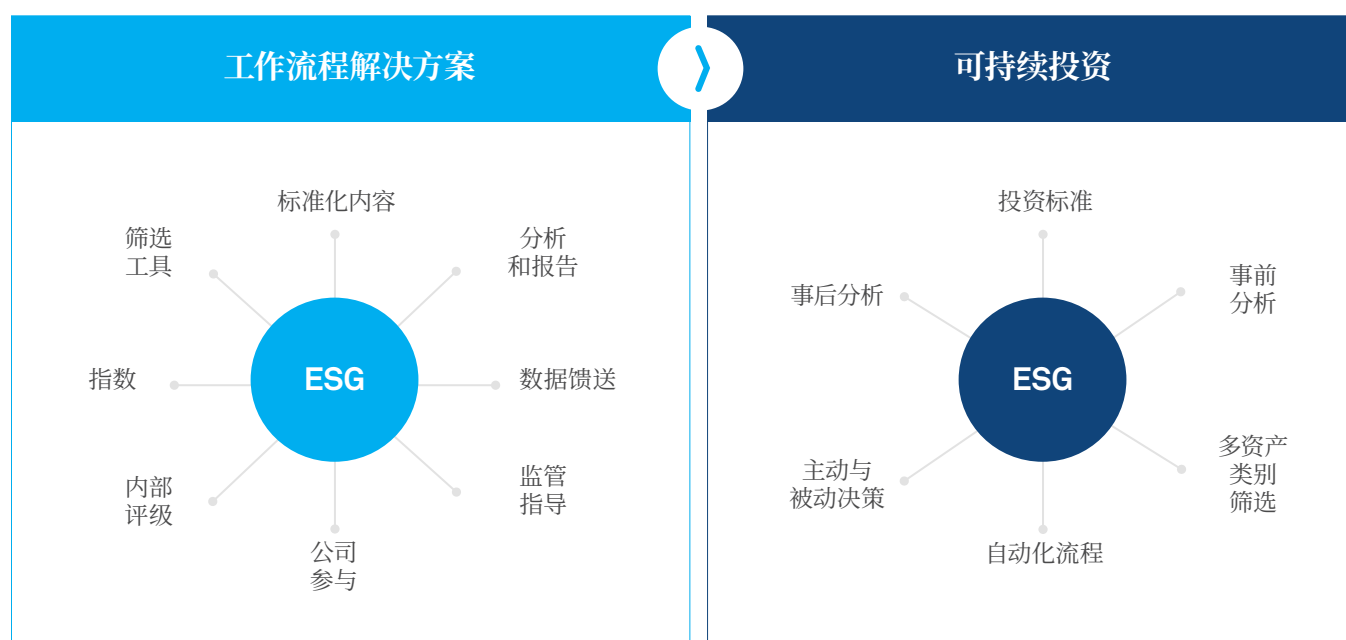 工作流程解决方案
标准化内容
筛选
工具
分析
和报告
指数
ESG
数据馈送
内部
评级
监管
指导
公司
参与
可持续投资
投资标准
事后分析
事前
分析
ESG
主动与
被动决策
多资产
类别
筛选
自动化流程